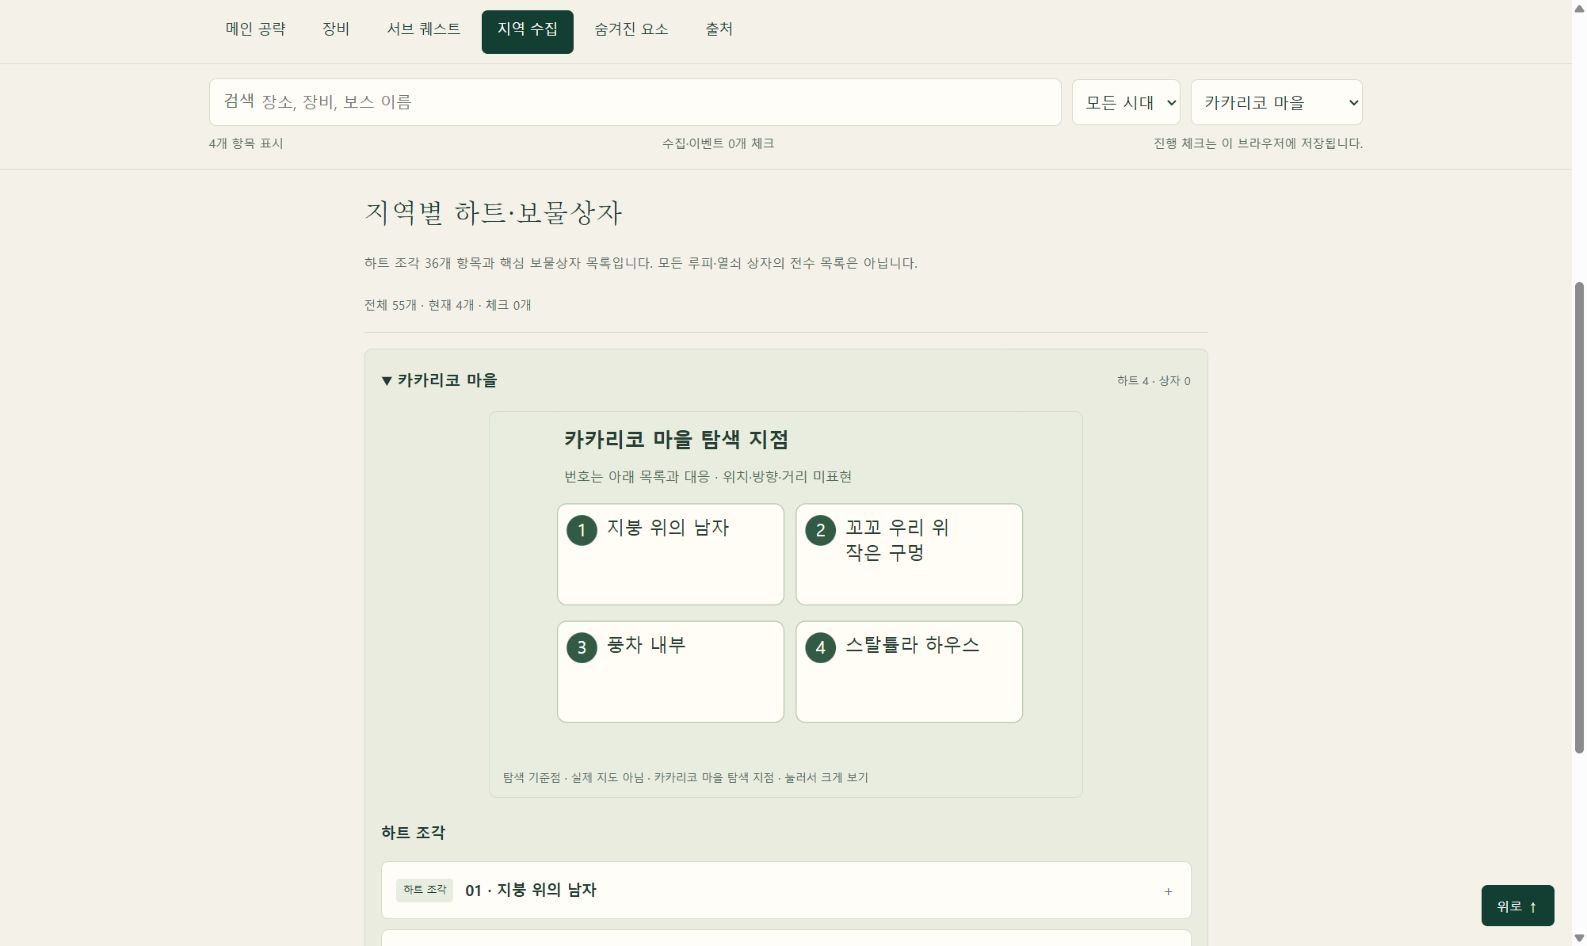 메인 공략
장비
서브 퀘스트
지역 수집
숨겨진 요소
출처
검색 장소, 장비, 보스 이름
모든 시대
카카리코 마을
4개 항목 표시
수집·이벤트 0개 체크
진행 체크는 이 브라우저에 저장됩니다.
지역별 하트·보물상자
하트 조각 36개 항목과 핵심 보물상자 목록입니다. 모든 루피·열쇠 상자의 전수 목록은 아닙니다.
전체 55개 · 현재 4개 · 체크 0개
▼ 카카리코 마을
하트 4 · 상자 0
카카리코 마을 탐색 지점
번호는 아래 목록과 대응 · 위치·방향·거리 미표현
1 지붕 위의 남자
2 꼬꼬 우리 위
작은 구멍
3 풍차 내부
4 스탈튤라 하우스
탐색 기준점 · 실제 지도 아님 · 카카리코 마을 탐색 지점 · 눌러서 크게 보기
하트 조각
하트 조각 01 · 지붕 위의 남자 +
위로 ↑